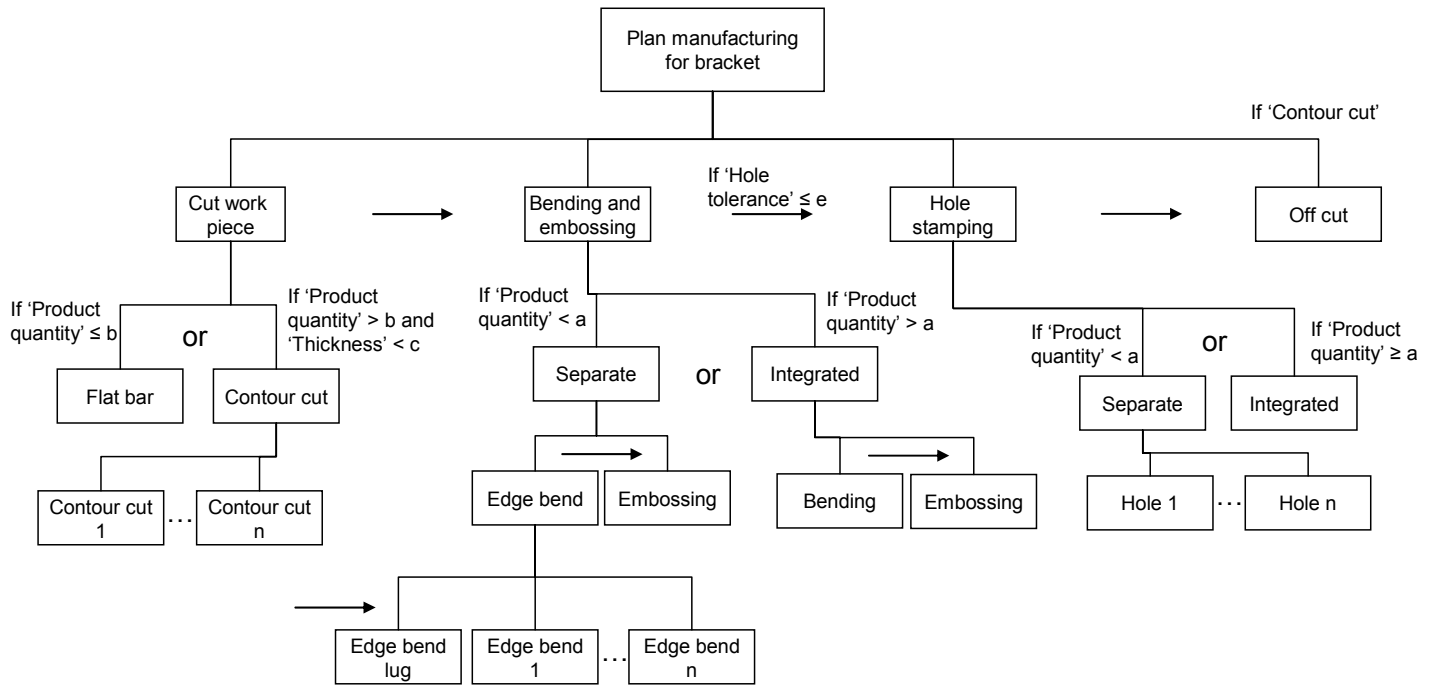 Plan manufacturing
for bracket
If ‘Contour cut’
Cut work
piece
Bending and
embossing
If ‘Hole
tolerance’ ≤ e
Hole
stamping
Off cut
If ‘Product
quantity’ ≤ b
or
If ‘Product
quantity’ > b and
‘Thickness’ < c
If ‘Product
quantity’ < a
If ‘Product
quantity’ > a
If ‘Product
quantity’ < a
or
If ‘Product
quantity’ ≥ a
Flat bar
Contour cut
Separate
or
Integrated
Separate
Integrated
Contour cut
1
...
Contour cut
n
Edge bend
Embossing
Bending
Embossing
Hole 1
...
Hole n
Edge bend
lug
Edge bend
1
...
Edge bend
n